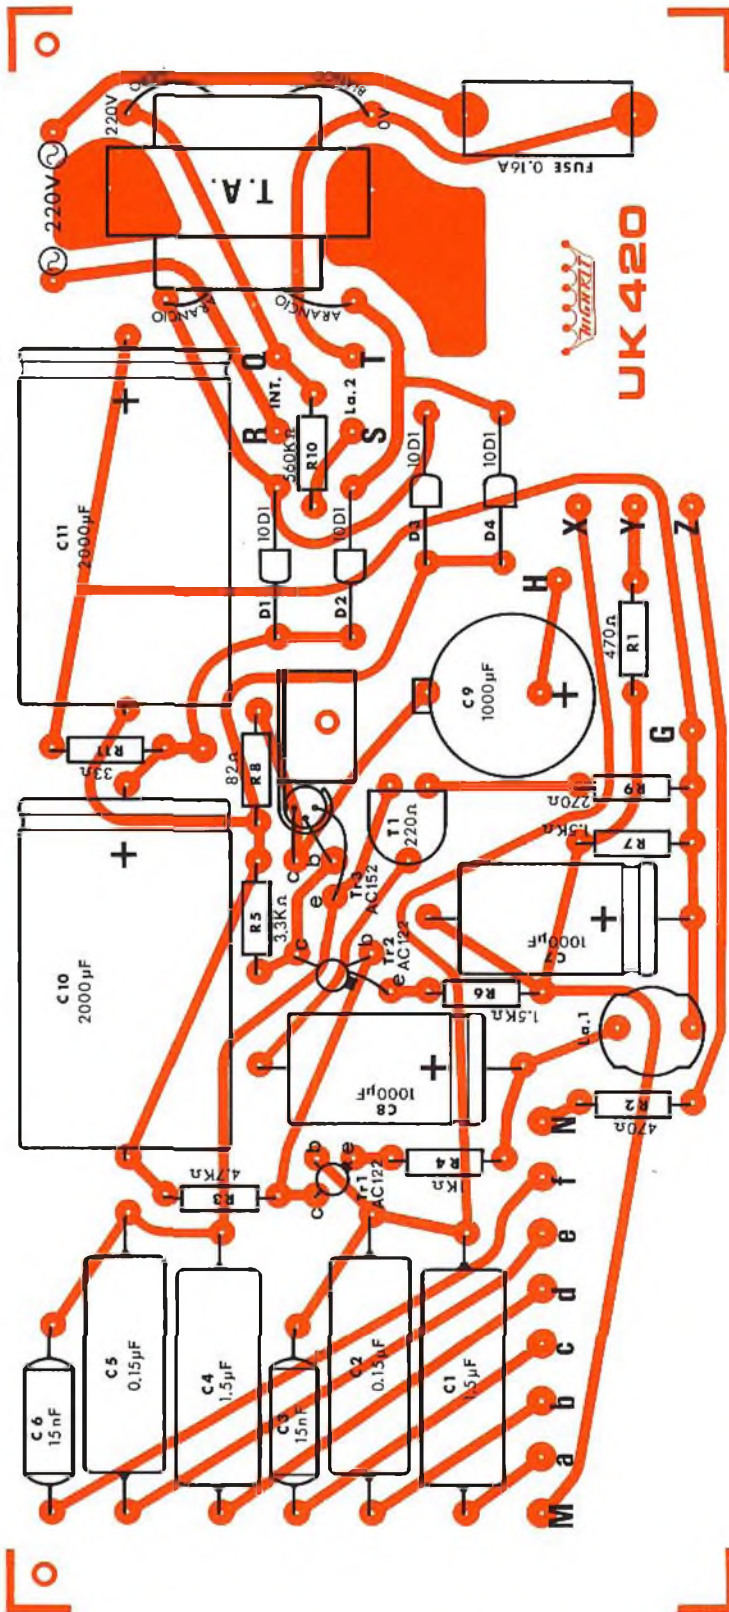 220V
220V
ROSSO
BIANCO
0V
T.A.
FUSE 0.16A
ARANCIO
ARANCIO
HIGHKIT
UK 420
C11
2000µF
+
R
Q
INT.
560KΩ
R10
La.2
S
T
10D1
D1
10D1
D2
10D1
D3
10D1
D4
X
Y
Z
H
G
R11
33Ω
82Ω
R8
C9
1000µF
+
470Ω
R1
T1
220Ω
270Ω
R9
1.5KΩ
R7
C10
2000µF
+
R5
3.3KΩ
c
b
e
Tr3
AC152
c
b
e
Tr2
AC122
C7
1000µF
+
R6
1.5KΩ
C8
1000µF
+
La.1
R2
470Ω
N
4.7KΩ
R3
c
b
e
Tr1
AC122
R4
1KΩ
C6
15nF
C5
0.15µF
C4
1.5µF
C3
15nF
C2
0.15µF
C1
1.5µF
f
e
d
c
b
a
M